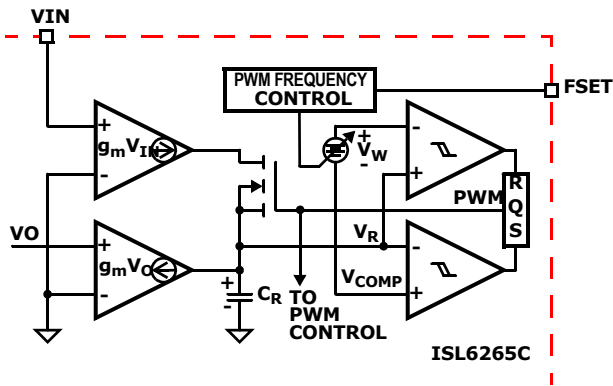 VIN
PWM FREQUENCY
CONTROL
FSET
+
gmVIN
-
+
VW
-
-
+
PWM
R
Q
S
VO
+
gmVO
-
VR
-
+
VCOMP
+
-
CR
TO
PWM
CONTROL
ISL6265C